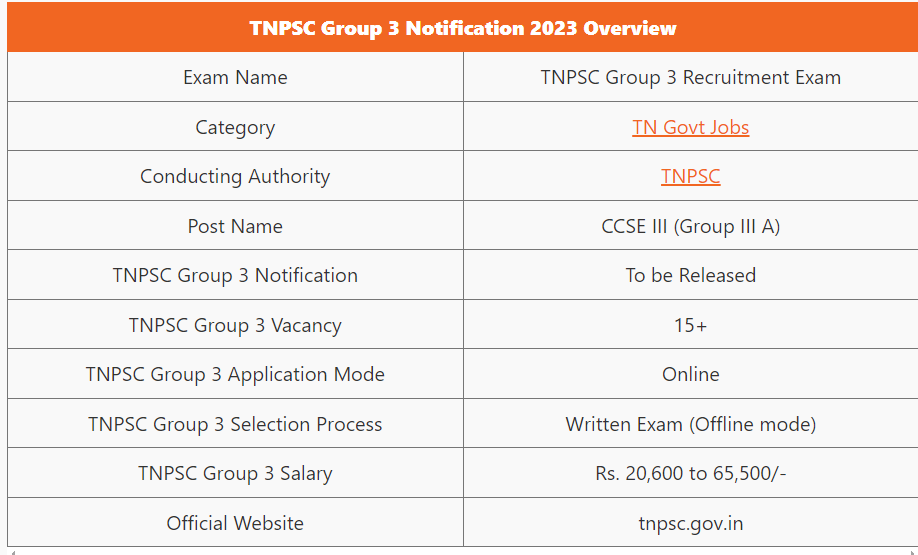 TNPSC Group 3 Notification 2023 Overview
Exam Name TNPSC Group 3 Recruitment Exam
Category TN Govt Jobs
Conducting Authority TNPSC
Post Name CCSE III (Group III A)
TNPSC Group 3 Notification To be Released
TNPSC Group 3 Vacancy 15+
TNPSC Group 3 Application Mode Online
TNPSC Group 3 Selection Process Written Exam (Offline mode)
TNPSC Group 3 Salary Rs. 20,600 to 65,500/-
Official Website tnpsc.gov.in